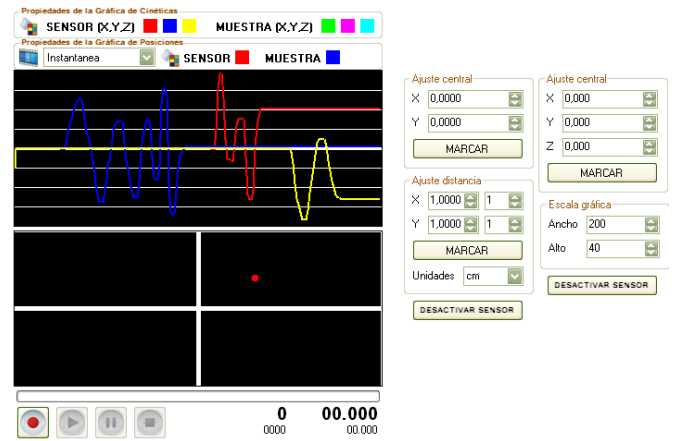 Propiedades de la Gráfica de Cinéticas
SENSOR (X,Y,Z) MUESTRA (X,Y,Z)
Propiedades de la Gráfica de Posiciones
Instantanea SENSOR MUESTRA
Ajuste central
X 0,0000
Y 0,0000
MARCAR
Ajuste distancia
X 1,0000 1
Y 1,0000 1
MARCAR
Unidades cm
DESACTIVAR SENSOR
Ajuste central
X 0,000
Y 0,000
Z 0,000
MARCAR
Escala gráfica
Ancho 200
Alto 40
DESACTIVAR SENSOR
0 00.000
0000 00.000